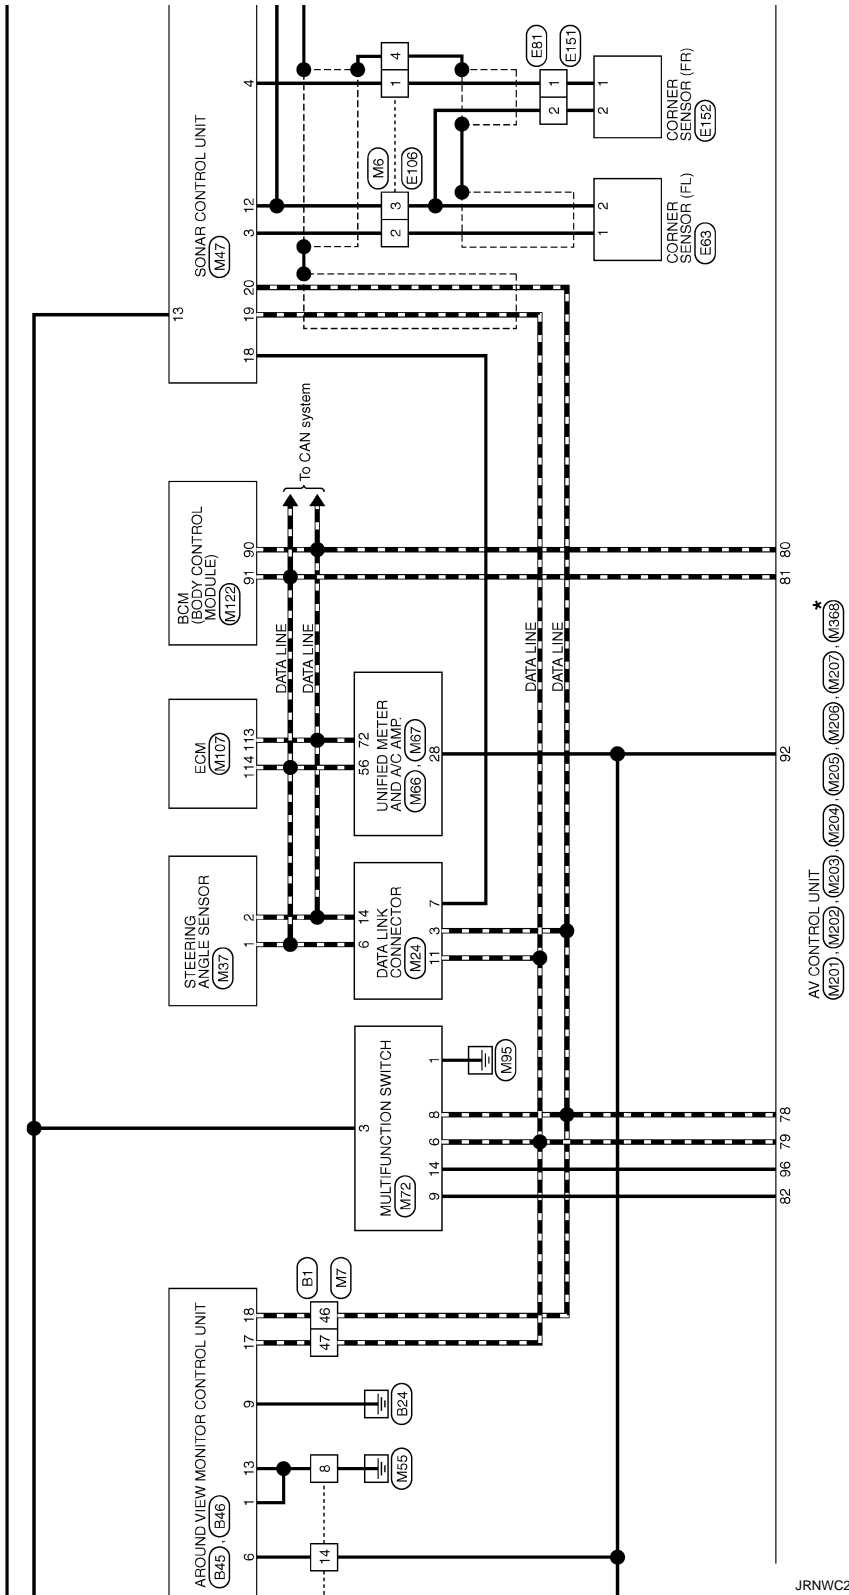 SONAR CONTROL UNIT
M47
4
12
3
20
19
18
13
4
1
M6
E106
3
2
E81
E151
1
2
1
2
CORNER
SENSOR (FR)
E152
2
1
CORNER
SENSOR (FL)
E63
To CAN system
BCM
(BODY CONTROL
MODULE)
M122
90
91
80
81
DATA LINE
DATA LINE
DATA LINE
DATA LINE
ECM
M107
113
114
72
56
UNIFIED METER
AND A/C AMP.
M66 , M67
28
92
STEERING
ANGLE SENSOR
M37
2
1
14
6
DATA LINK
CONNECTOR
M24
7
3
11
AV CONTROL UNIT
M201 , M202 , M203 , M204 , M205 , M206 , M207 , M368 *
MULTIFUNCTION SWITCH
M72
3
1
M95
8
6
14
9
78
79
96
82
AROUND VIEW MONITOR CONTROL UNIT
B45 , B46
18
17
B1
M7
46
47
9
B24
13
1
8
M55
6
14
JRNWC2